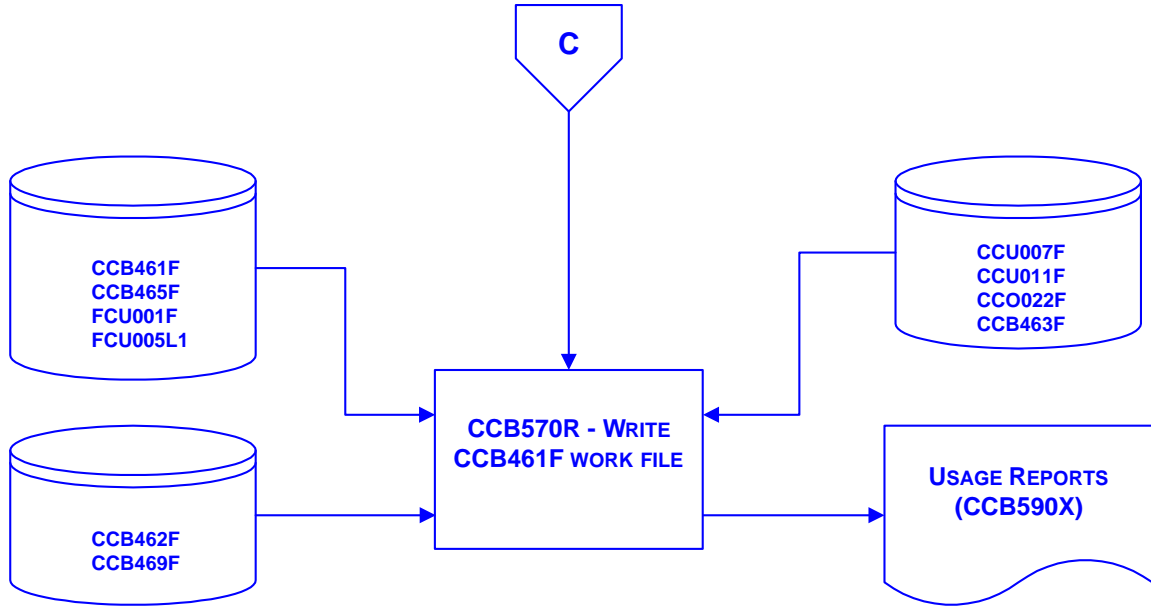 C
CCB461F
CCB465F
FCU001F
FCU005L1
CCU007F
CCU011F
CCO022F
CCB463F
CCB570R - WRITE
CCB461F WORK FILE
USAGE REPORTS
(CCB590X)
CCB462F
CCB469F